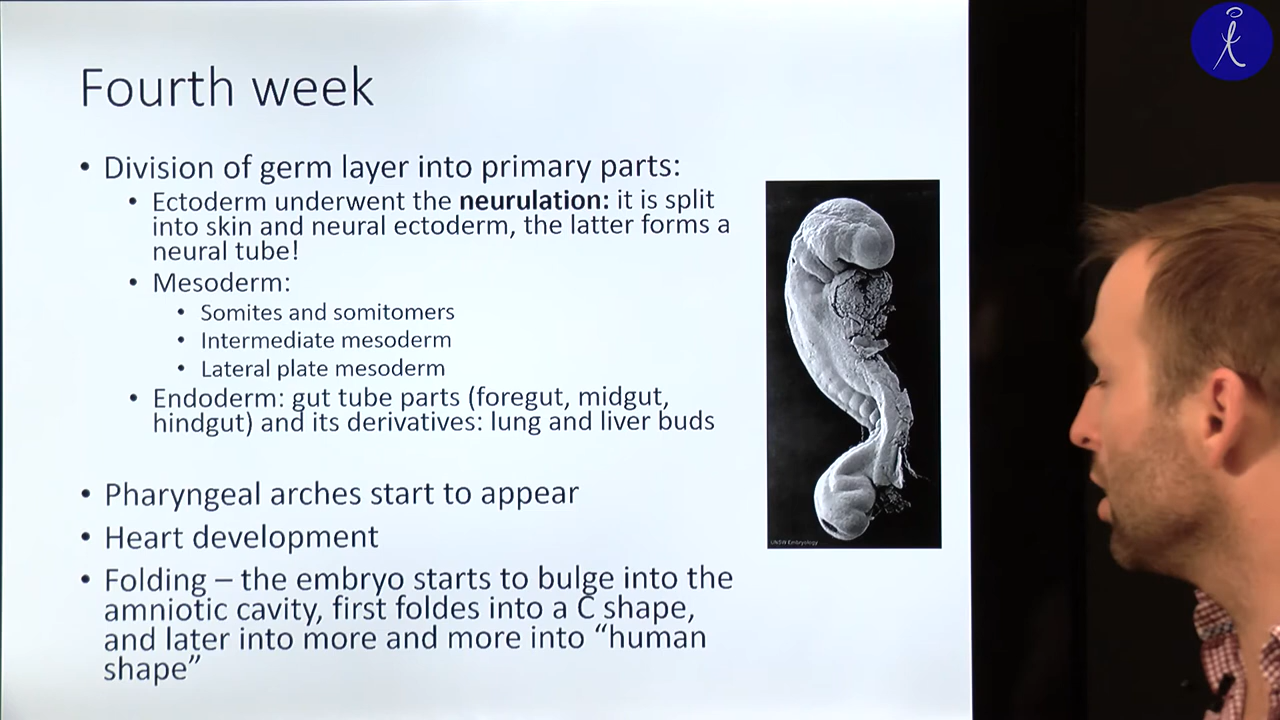 Fourth week
• Division of germ layer into primary parts:
• Ectoderm underwent the neurulation: it is split
into skin and neural ectoderm, the latter forms a
neural tube!
• Mesoderm:
• Somites and somitomers
• Intermediate mesoderm
• Lateral plate mesoderm
• Endoderm: gut tube parts (foregut, midgut,
hindgut) and its derivatives: lung and liver buds
• Pharyngeal arches start to appear
• Heart development
• Folding – the embryo starts to bulge into the
amniotic cavity, first foldes into a C shape,
and later into more and more into “human
shape”
UNSW Embryology